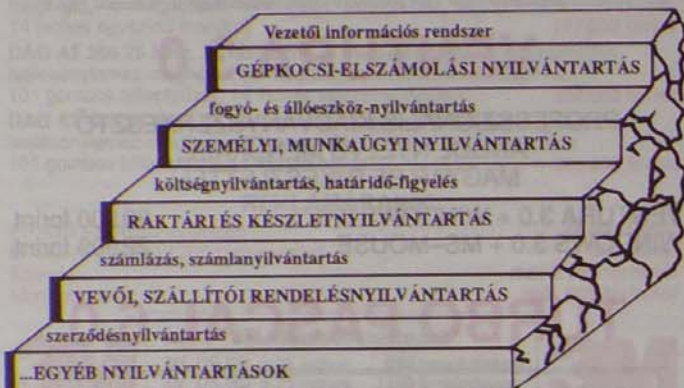 Vezetői információs rendszer
GÉPKOCSI-ELSZÁMOLÁSI NYILVÁNTARTÁS
fogyó- és állóeszköz-nyilvántartás
SZEMÉLYI, MUNKAÜGYI NYILVÁNTARTÁS
költségnyilvántartás, határidő-figyelés
RAKTÁRI ÉS KÉSZLETNYILVÁNTARTÁS
számlázás, számlanyilvántartás
VEVŐI, SZÁLLÍTÓI RENDELÉSNYILVÁNTARTÁS
szerződésnyilvántartás
...EGYÉB NYILVÁNTARTÁSOK